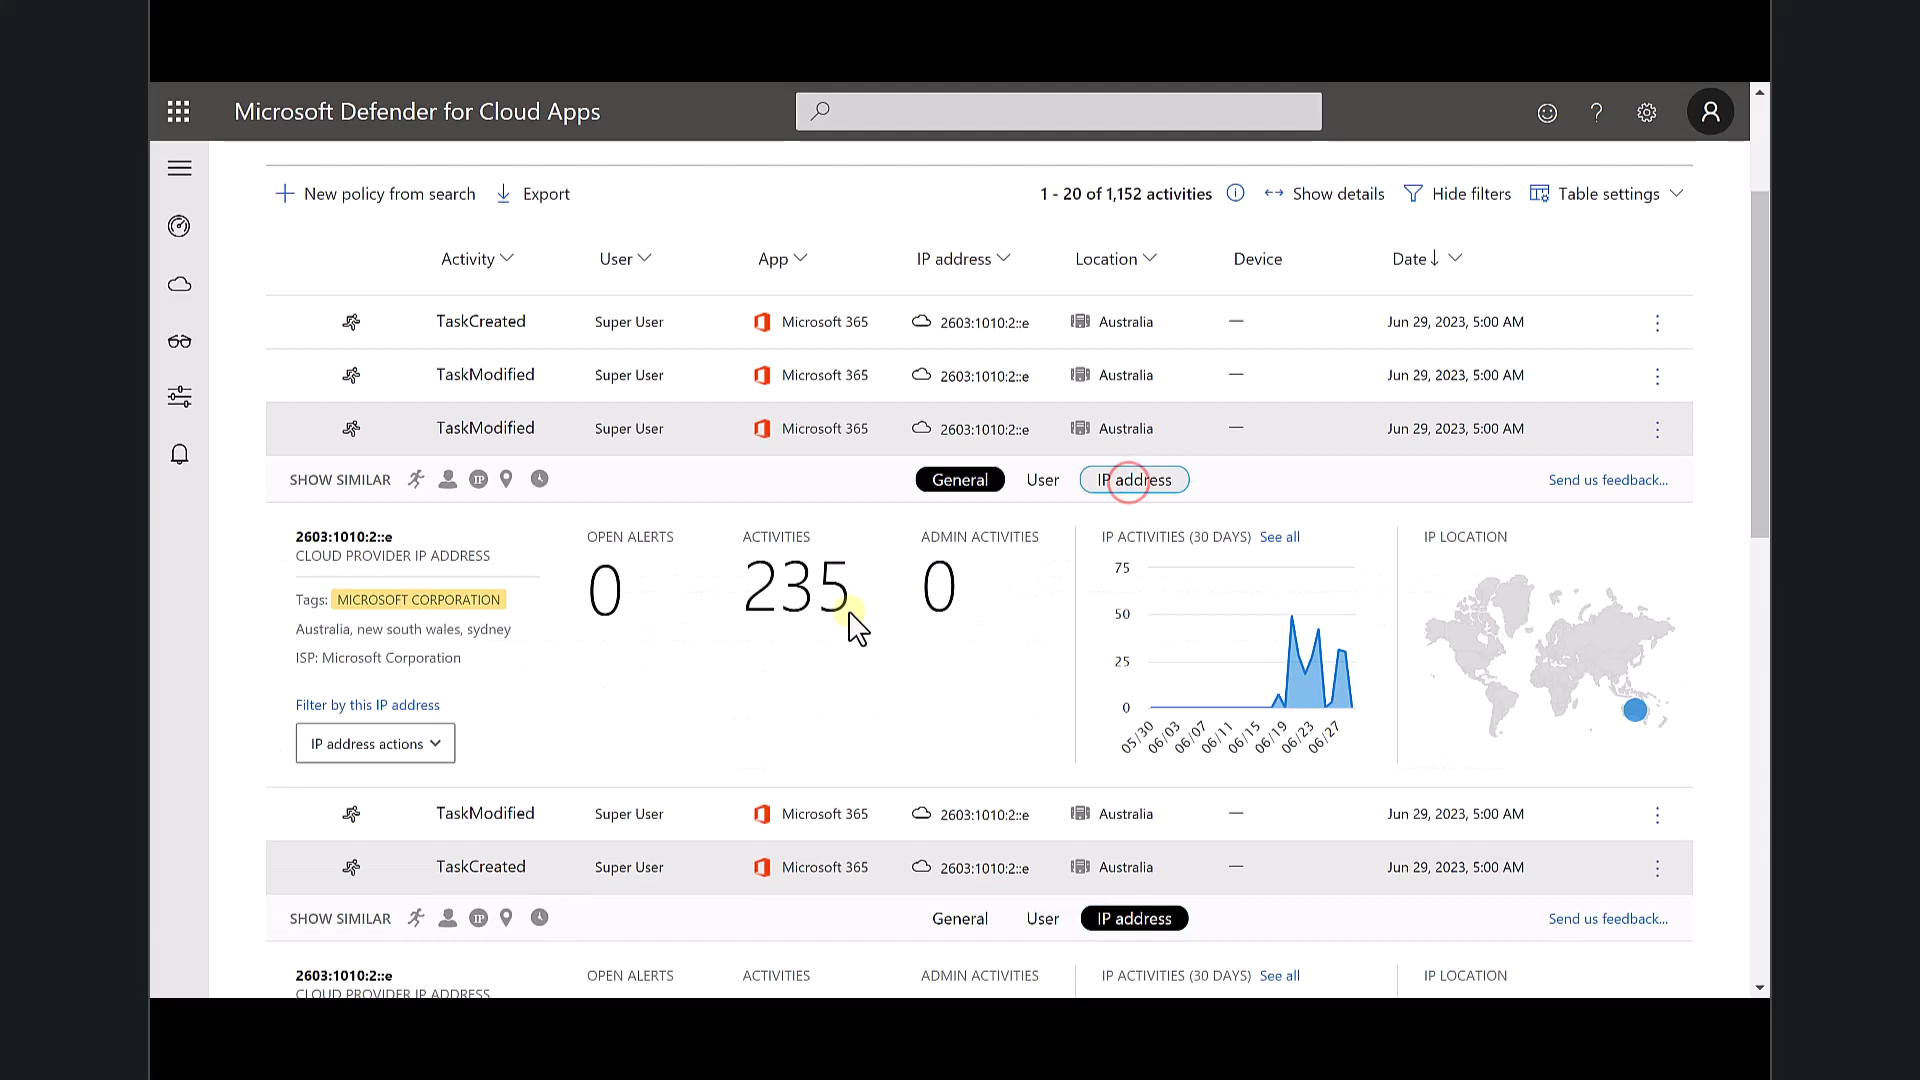 Microsoft Defender for Cloud Apps
New policy from search Export 1 - 20 of 1,152 activities Show details Hide filters Table settings
Activity User App IP address Location Device Date
TaskCreated Super User Microsoft 365 2603:1010:2::e Australia — Jun 29, 2023, 5:00 AM
TaskModified Super User Microsoft 365 2603:1010:2::e Australia — Jun 29, 2023, 5:00 AM
TaskModified Super User Microsoft 365 2603:1010:2::e Australia — Jun 29, 2023, 5:00 AM
SHOW SIMILAR IP General User IP address Send us feedback...
2603:1010:2::e OPEN ALERTS ACTIVITIES ADMIN ACTIVITIES IP ACTIVITIES (30 DAYS) See all IP LOCATION
CLOUD PROVIDER IP ADDRESS
0 235 0
Tags: MICROSOFT CORPORATION
Australia, new south wales, sydney
ISP: Microsoft Corporation
Filter by this IP address
IP address actions
75
50
25
0
05/30 06/03 06/07 06/11 06/15 06/19 06/23 06/27
TaskModified Super User Microsoft 365 2603:1010:2::e Australia — Jun 29, 2023, 5:00 AM
TaskCreated Super User Microsoft 365 2603:1010:2::e Australia — Jun 29, 2023, 5:00 AM
SHOW SIMILAR IP General User IP address Send us feedback...
2603:1010:2::e OPEN ALERTS ACTIVITIES ADMIN ACTIVITIES IP ACTIVITIES (30 DAYS) See all IP LOCATION
CLOUD PROVIDER IP ADDRESS